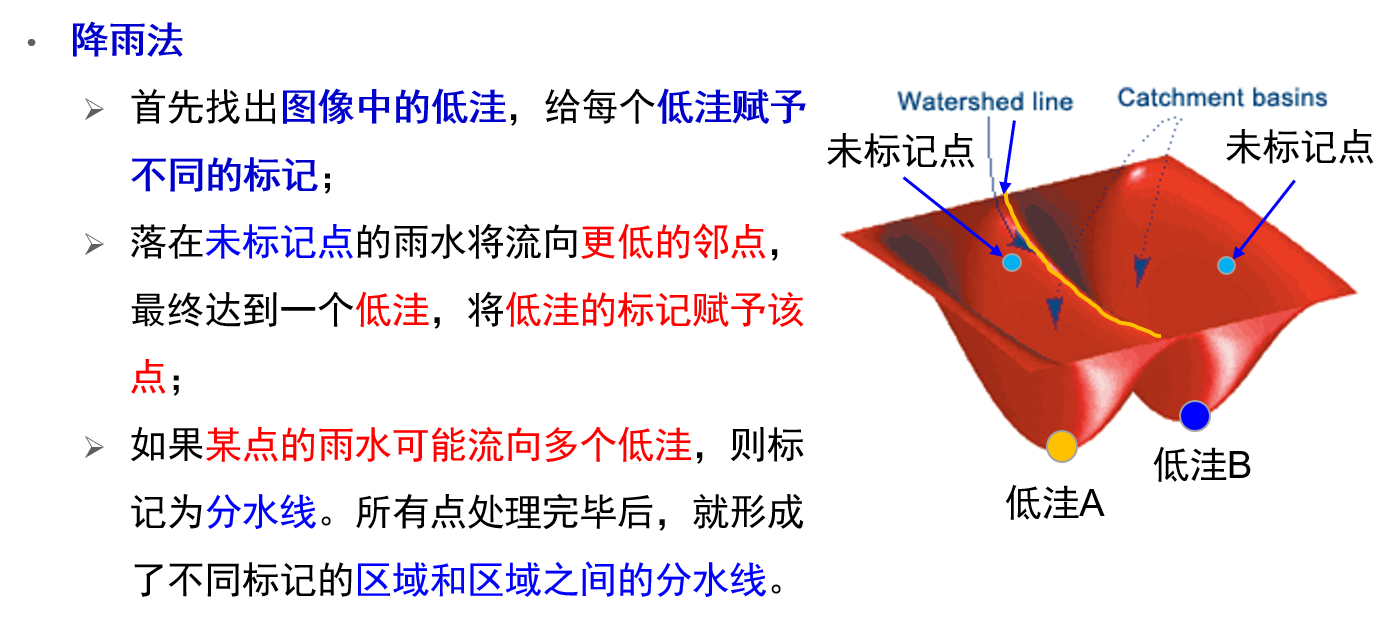 降雨法
首先找出图像中的低洼，给每个低洼赋予
不同的标记；
落在未标记点的雨水将流向更低的邻点，
最终达到一个低洼，将低洼的标记赋予该
点；
如果某点的雨水可能流向多个低洼，则标
记为分水线。所有点处理完毕后，就形成
了不同标记的区域和区域之间的分水线。
Watershed line
Catchment basins
未标记点
未标记点
低洼A
低洼B